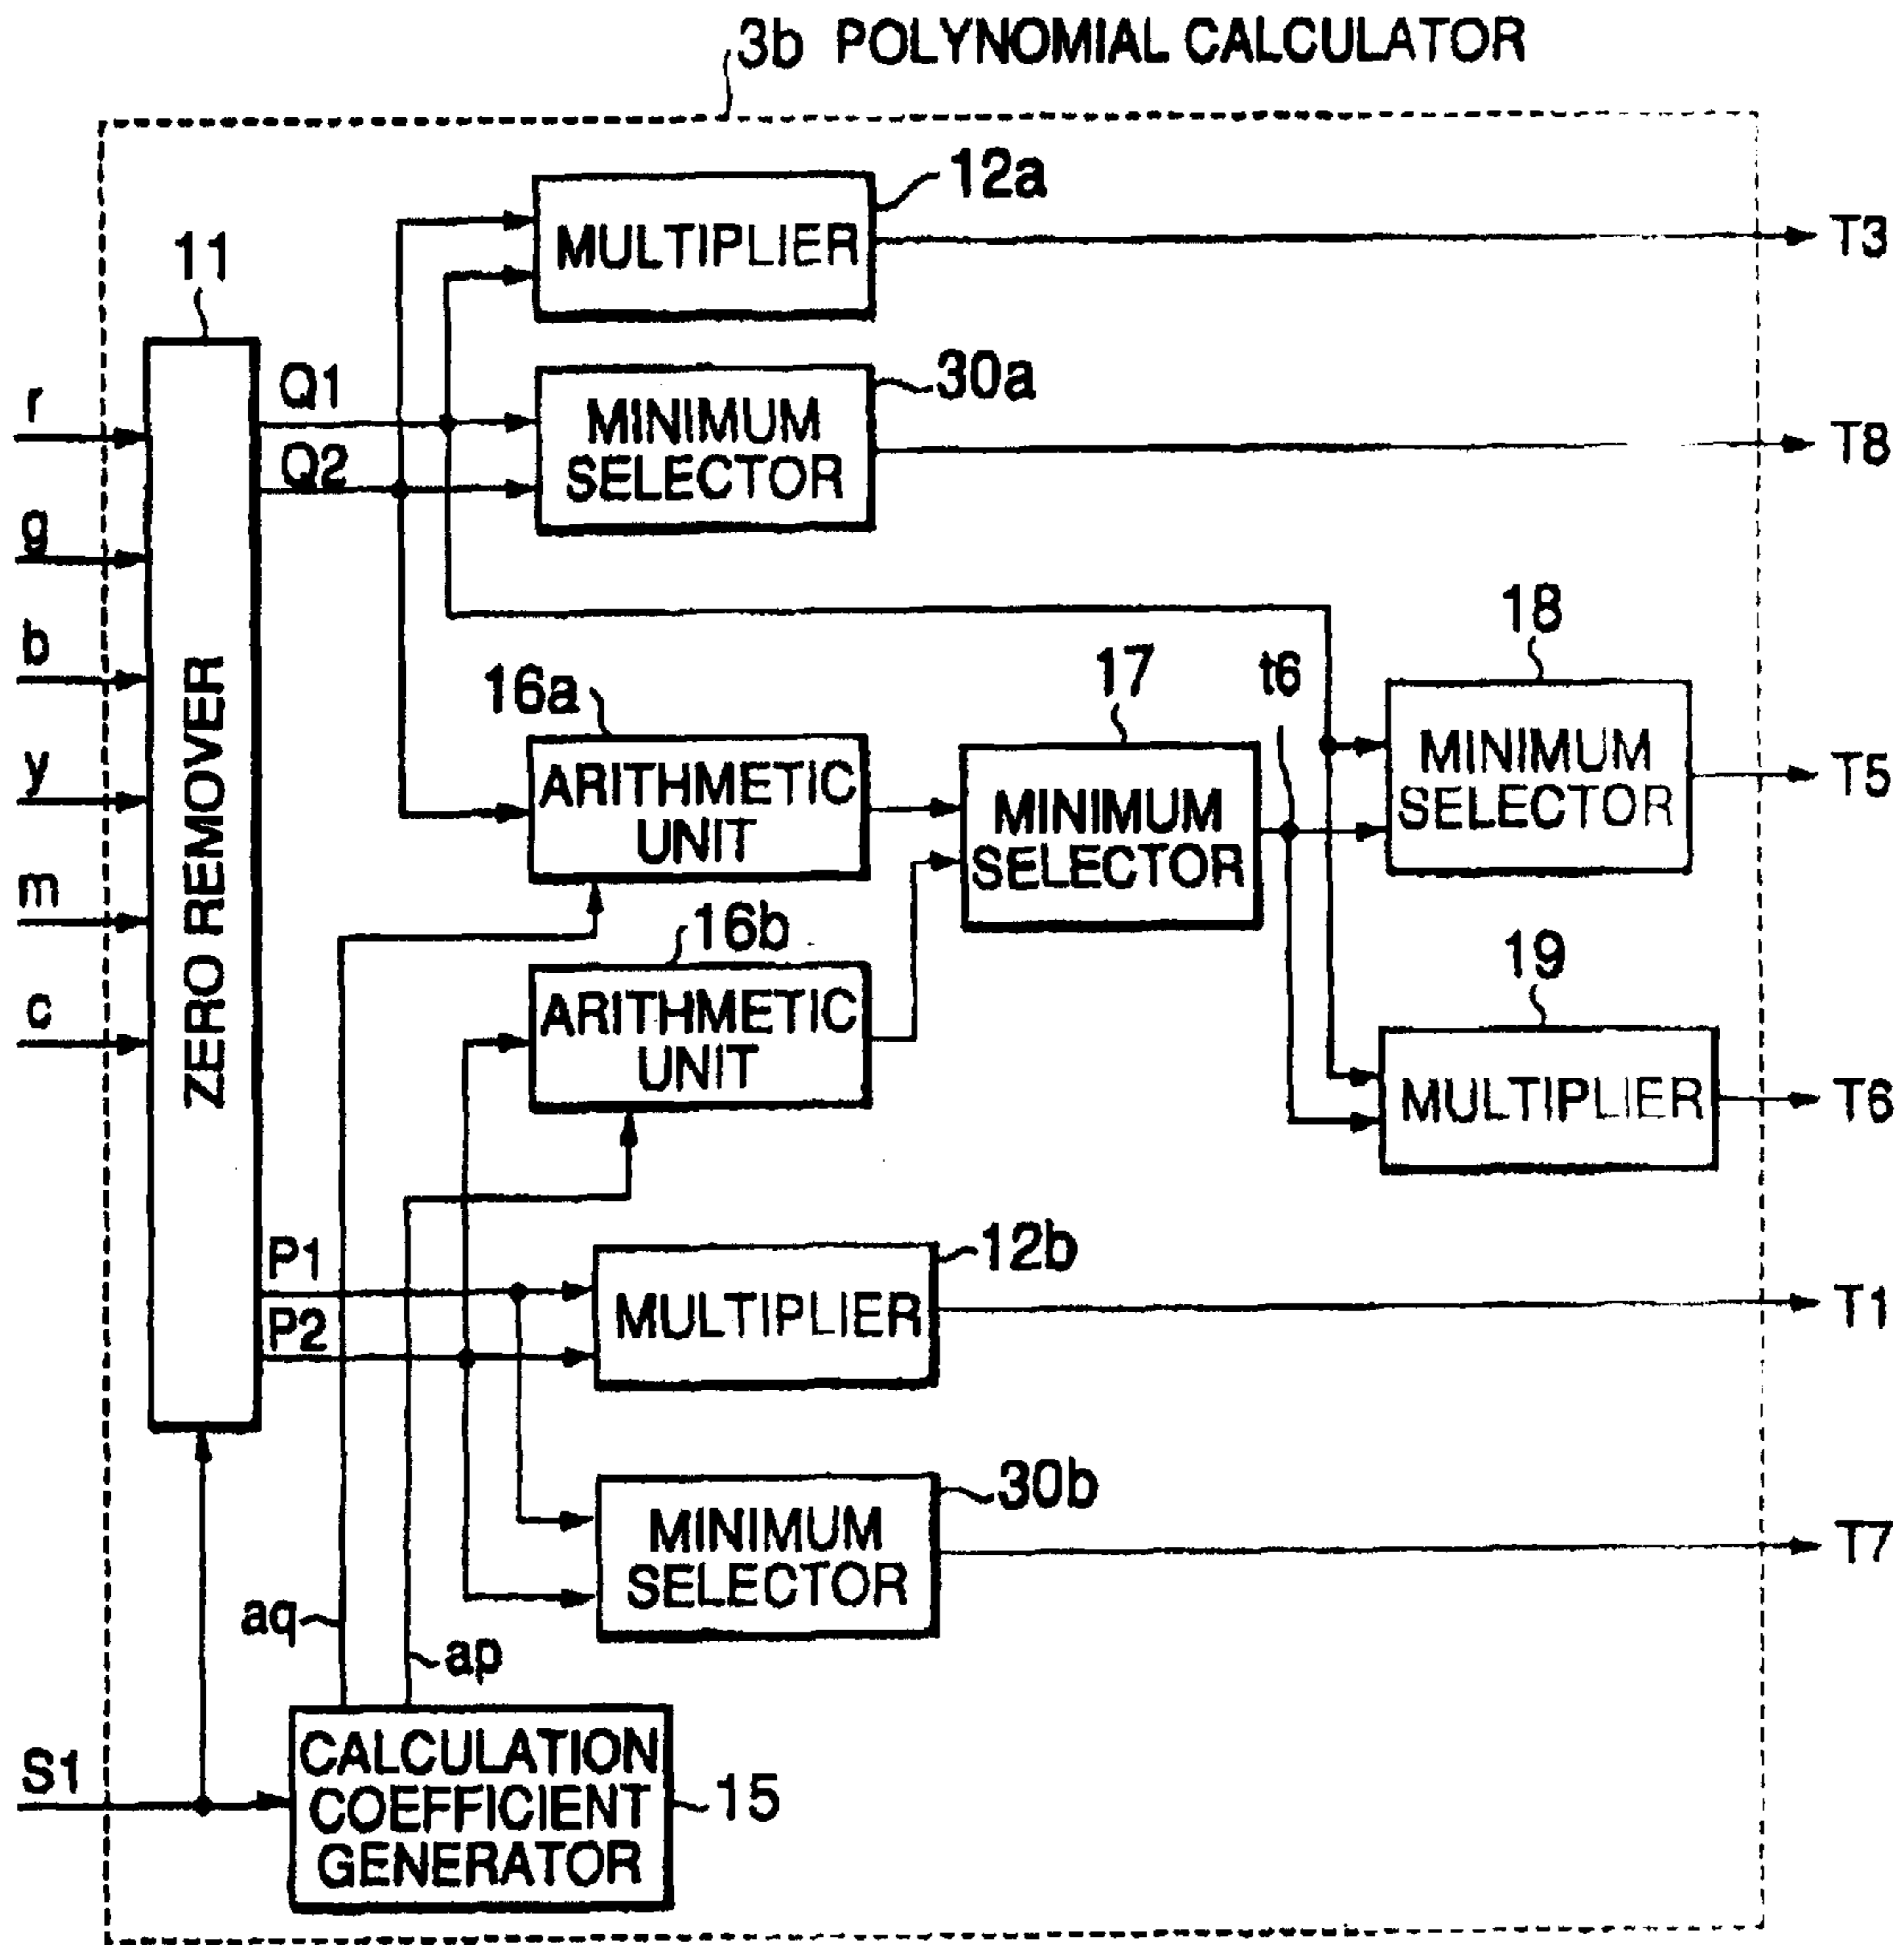 3b POLYNOMIAL CALCULATOR
12a
MULTIPLIER
T3
11
30a
r
Q1
MINIMUM
SELECTOR
T8
Q2
g
b
18
17
t6
16a
y
ZERO REMOVER
ARITHMETIC
UNIT
MINIMUM
SELECTOR
MINIMUM
SELECTOR
T5
m
16b
19
c
ARITHMETIC
UNIT
MULTIPLIER
T6
P1
12b
MULTIPLIER
T1
P2
30b
MINIMUM
SELECTOR
T7
aq
ap
S1
CALCULATION
COEFFICIENT
GENERATOR
15